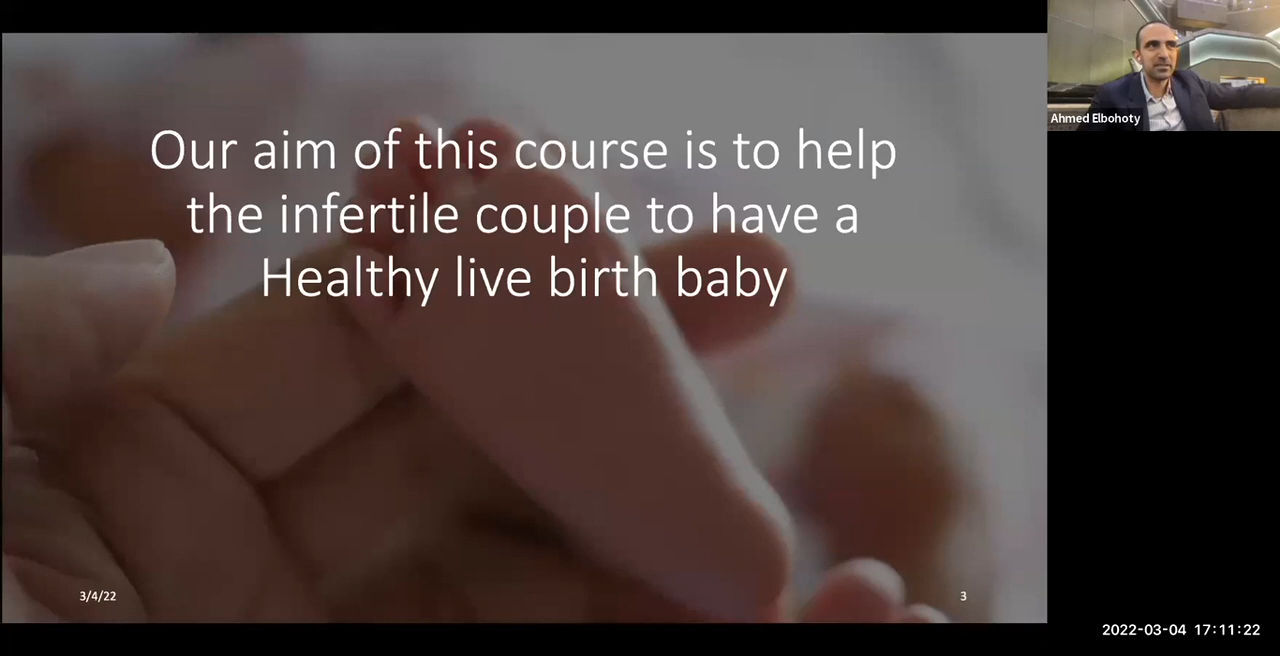 Our aim of this course is to help
the infertile couple to have a
Healthy live birth baby
Ahmed Elbohoty
3/4/22
3
2022-03-04 17:11:22